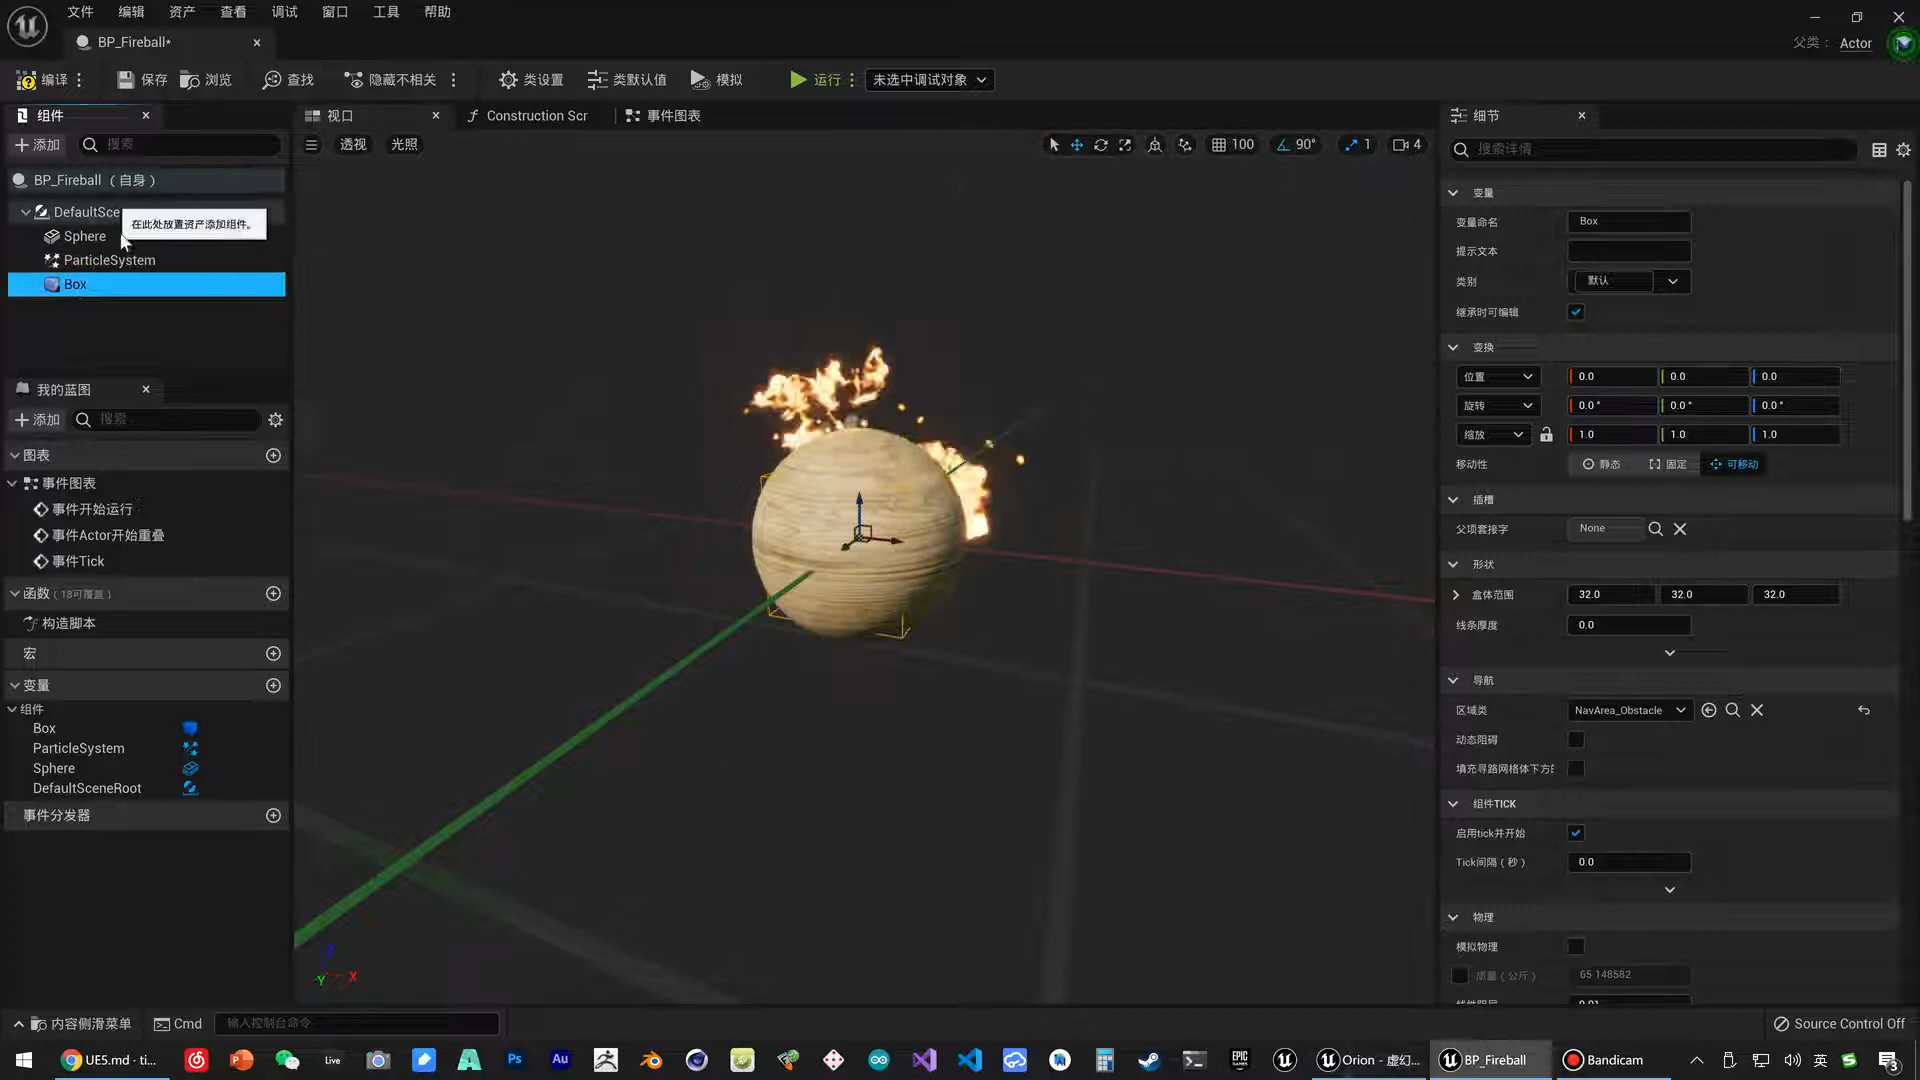 文件 编辑 资产 查看 调试 窗口 工具 帮助
BP_Fireball*
父类： Actor
编译 保存 浏览 查找 隐藏不相关 类设置 类默认值 模拟 运行 未选中调试对象
组件
添加 搜索
BP_Fireball （自身）
DefaultSce
在此处放置资产添加组件。
Sphere
ParticleSystem
Box
我的蓝图
添加 搜索
图表
事件图表
事件开始运行
事件Actor开始重叠
事件Tick
函数（18可覆盖）
构造脚本
宏
变量
组件
Box
ParticleSystem
Sphere
DefaultSceneRoot
事件分发器
视口 Construction Scr 事件图表
透视 光照 100 90° 1 4
Z
Y X
细节
搜索详情
变量
变量命名 Box
提示文本
类别 默认
继承时可编辑
变换
位置 0.0 0.0 0.0
旋转 0.0° 0.0° 0.0°
缩放 1.0 1.0 1.0
移动性 静态 固定 可移动
插槽
父项套接字 None
形状
盒体范围 32.0 32.0 32.0
线条厚度 0.0
导航
区域类 NavArea_Obstacle
动态阻碍
填充寻路网格体下方的
组件TICK
启用tick并开始
Tick间隔（秒） 0.0
物理
模拟物理
质量（公斤） 65.148582
线性阻尼 0.01
内容侧滑菜单 Cmd 输入控制台命令 Source Control Off
UE5.md · ti... Live Ps Au EPIC GAMES Orion - 虚幻... BP_Fireball Bandicam 英 3